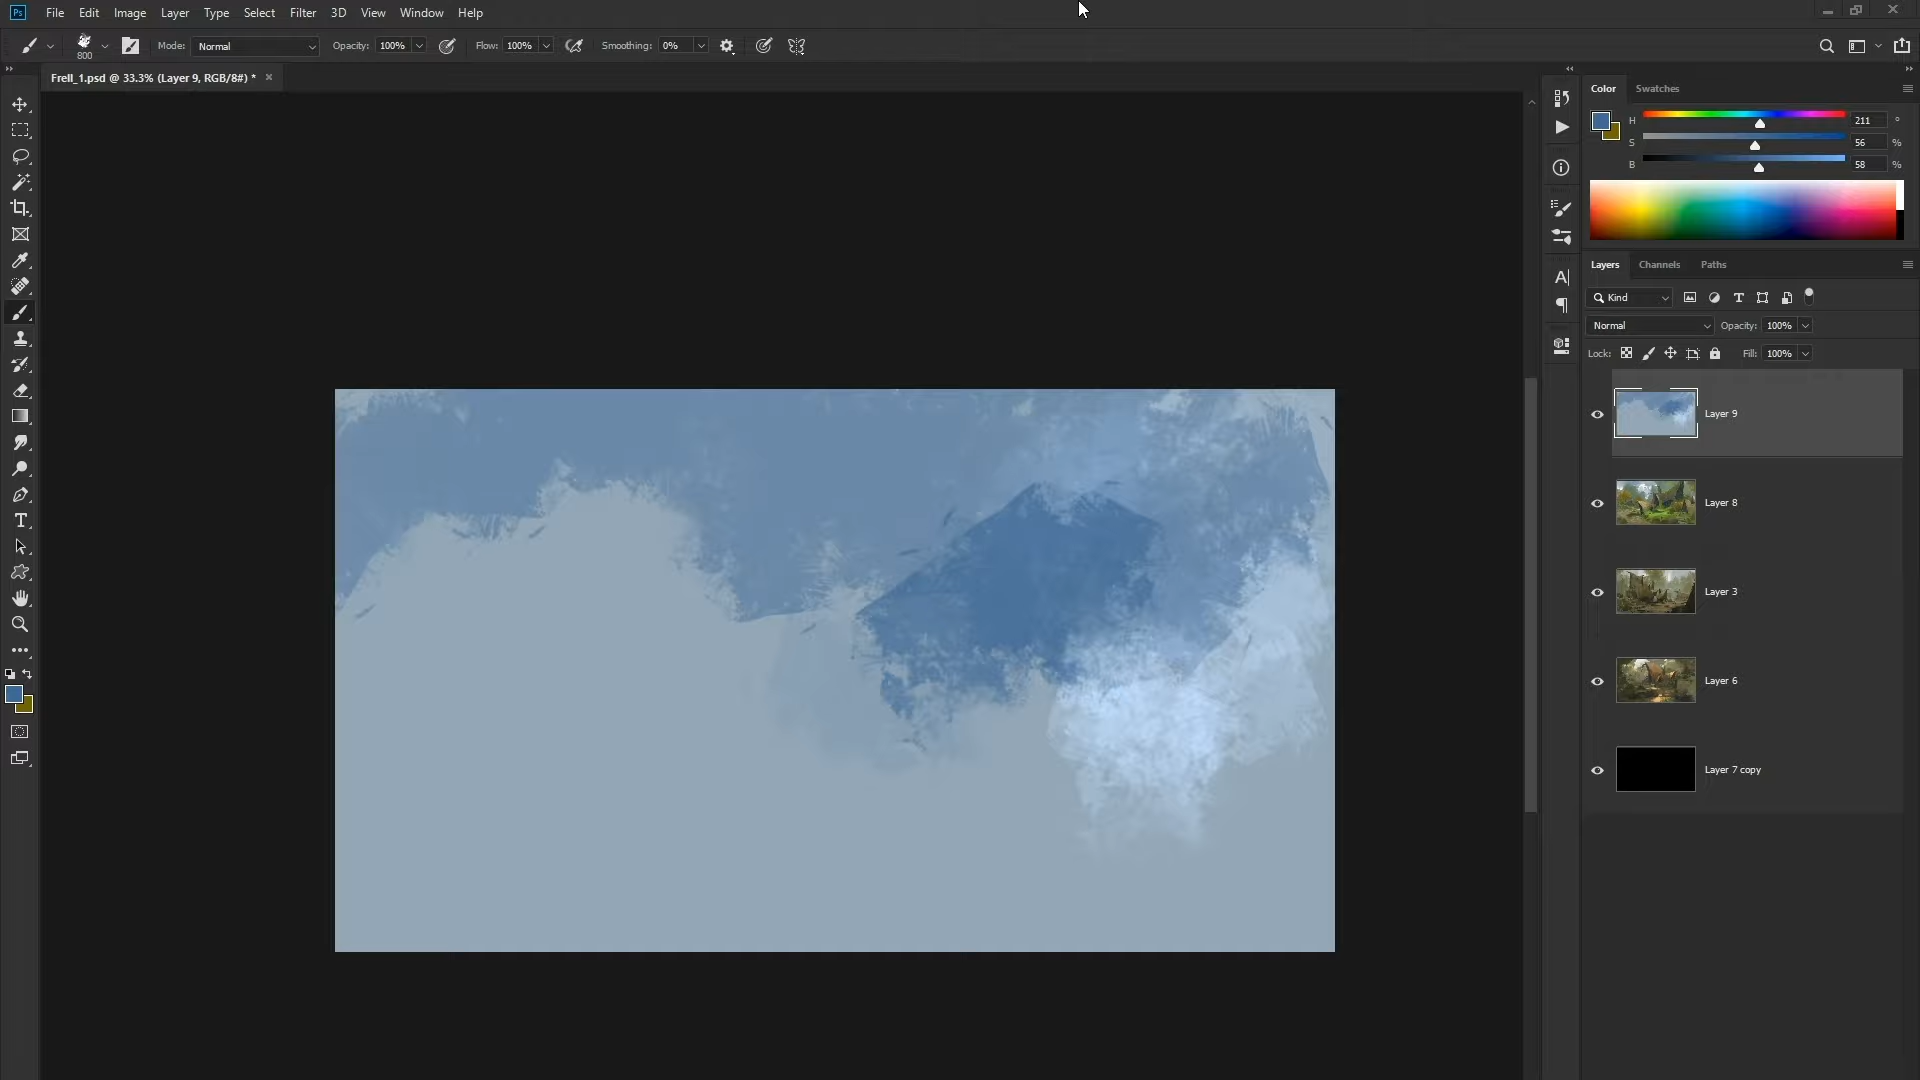 Ps File Edit Image Layer Type Select Filter 3D View Window Help
800 Mode: Normal Opacity: 100% Flow: 100% Smoothing: 0%
Frell_1.psd @ 33.3% (Layer 9, RGB/8#) * ×
Color Swatches
H 211 °
S 56 %
B 58 %
Layers Channels Paths
Kind
Normal Opacity: 100%
Lock: Fill: 100%
Layer 9
Layer 8
Layer 3
Layer 6
Layer 7 copy